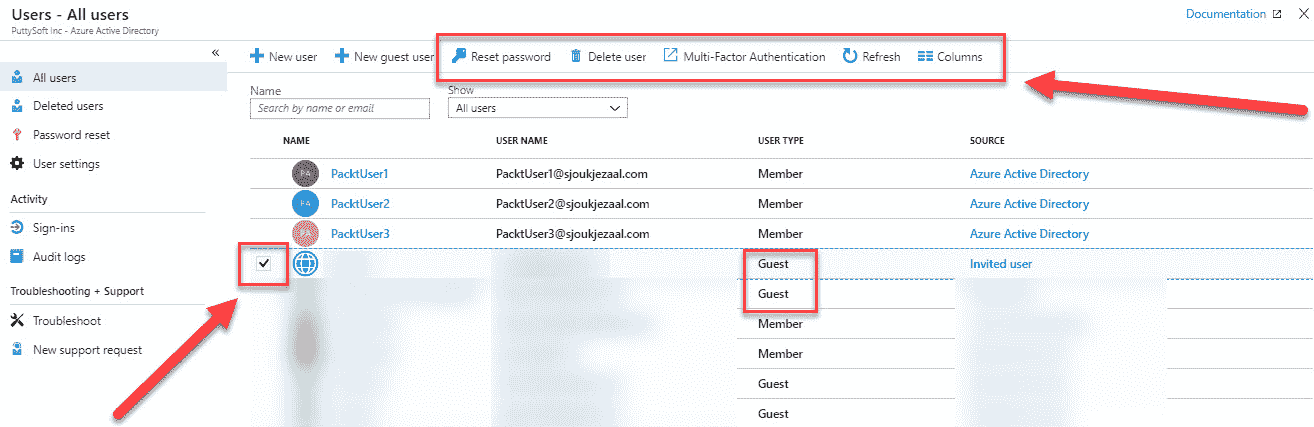 Users - All users
PuttySoft Inc - Azure Active Directory
Documentation
«
All users
Deleted users
Password reset
User settings
Activity
Sign-ins
Audit logs
Troubleshooting + Support
Troubleshoot
New support request
New user New guest user Reset password Delete user Multi-Factor Authentication Refresh Columns
Name Show
Search by name or email All users
NAME USER NAME USER TYPE SOURCE
PA PacktUser1 PacktUser1@sjoukjezaal.com Member Azure Active Directory
PA PacktUser2 PacktUser2@sjoukjezaal.com Member Azure Active Directory
PacktUser3 PacktUser3@sjoukjezaal.com Member Azure Active Directory
Guest Invited user
Guest
Member
Member
Guest
Guest